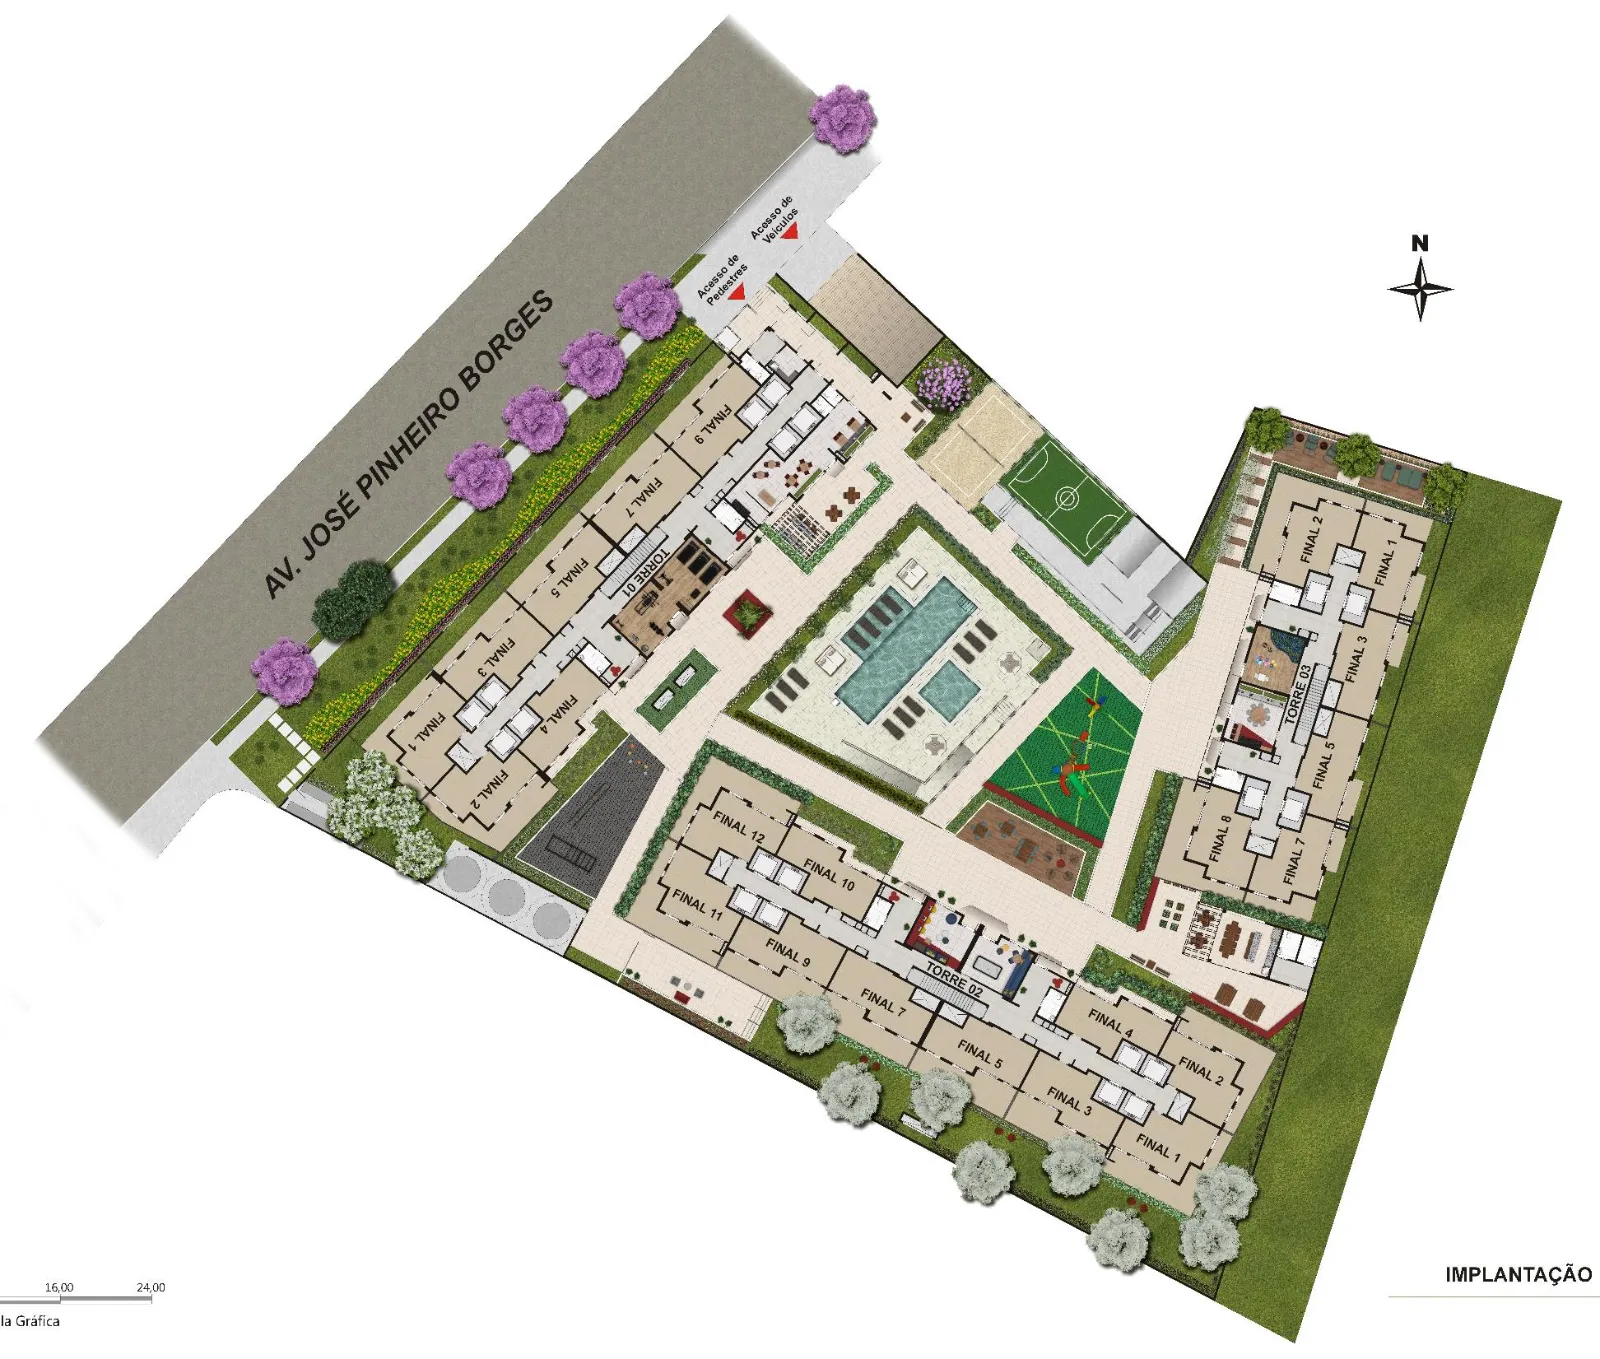 Acesso de
Veículos
Acesso de
Pedestres
N
AV. JOSÉ PINHEIRO BORGES
FINAL 9
FINAL 7
FINAL 5
TORRE 01
FINAL 3
FINAL 4
FINAL 1
FINAL 2
FINAL 2
FINAL 1
FINAL 3
TORRE 03
FINAL 5
FINAL 8
FINAL 7
FINAL 12
FINAL 10
FINAL 11
FINAL 9
TORRE 02
FINAL 7
FINAL 4
FINAL 5
FINAL 2
FINAL 3
FINAL 1
IMPLANTAÇÃO
16,00 24,00
la Gráfica